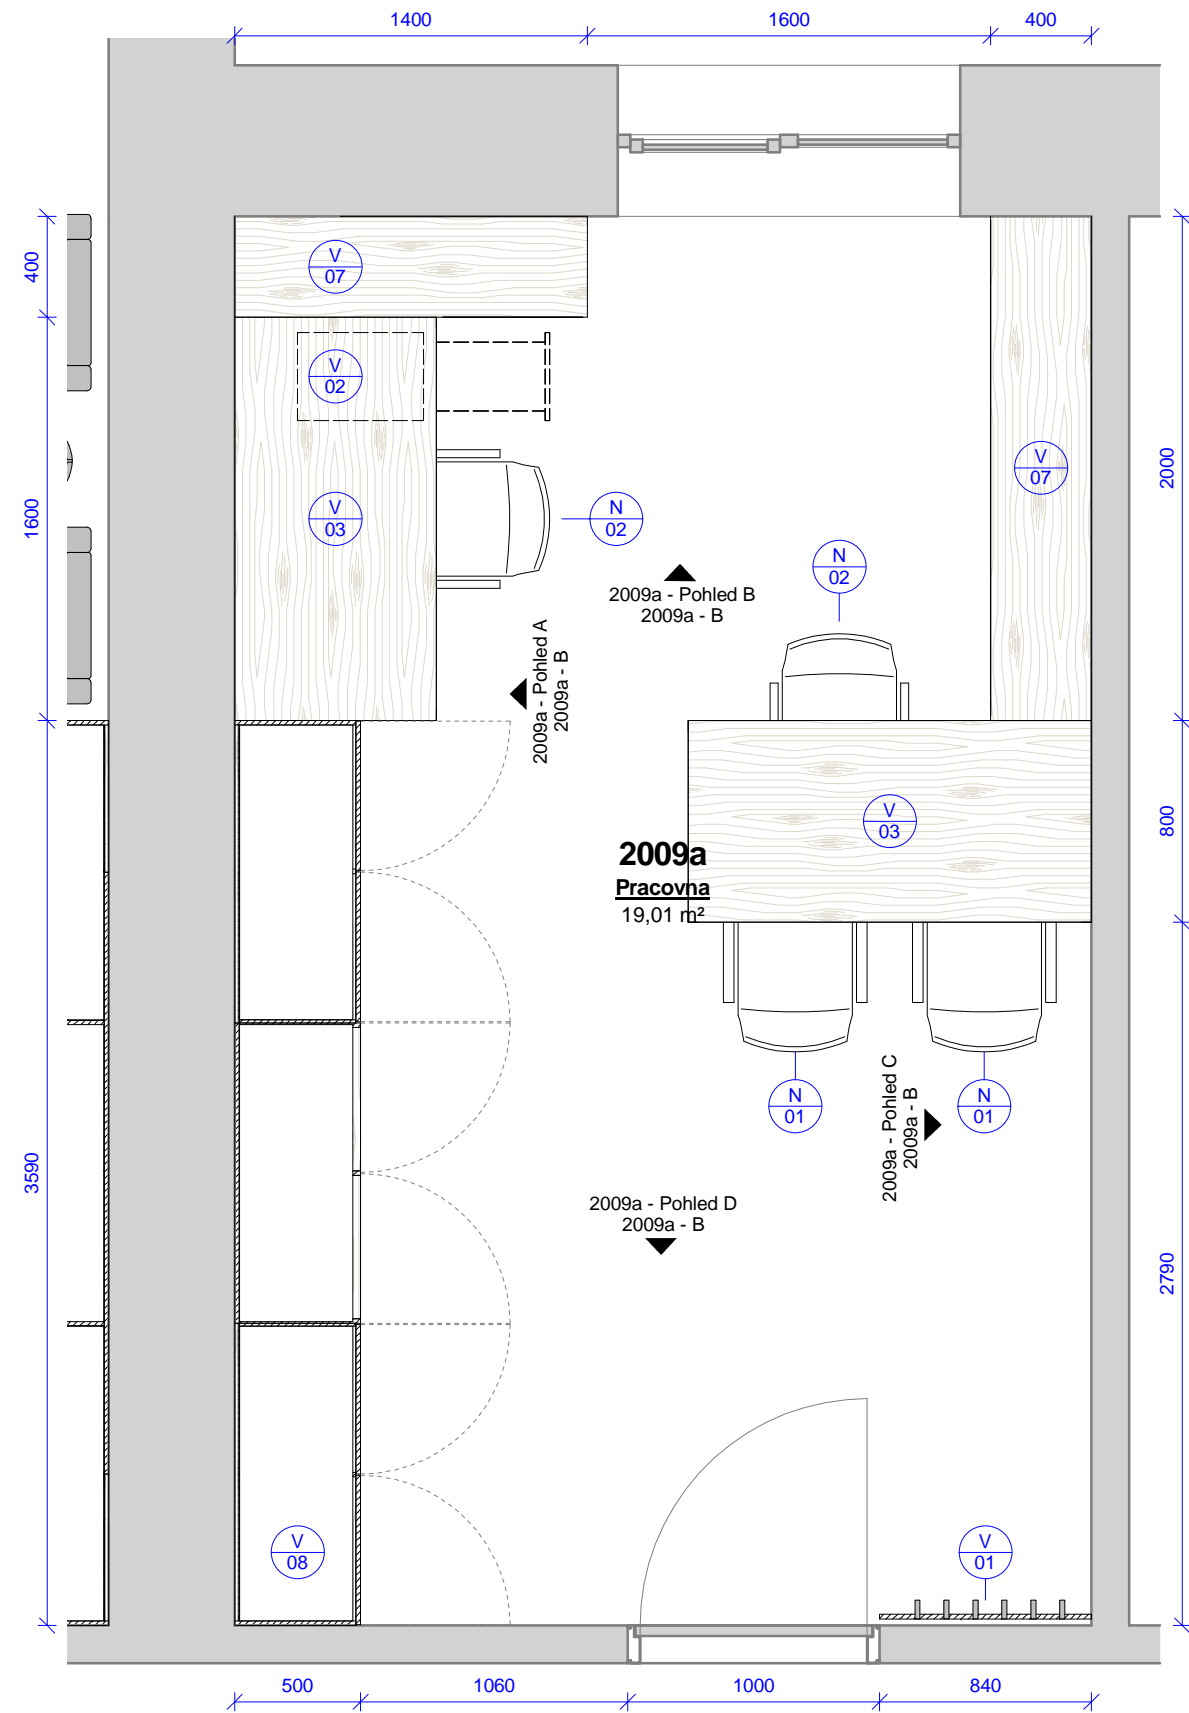 1400
1600
400
400
V
07
V
02
V
03
N
02
1600
V
07
2000
N
02
2009a - Pohled B
2009a - B
2009a - Pohled A
2009a - B
V
03
800
2009a
Pracovna
19,01 m²
N
01
N
01
2009a - Pohled C
2009a - B
3590
2009a - Pohled D
2009a - B
2790
V
08
V
01
500
1060
1000
840